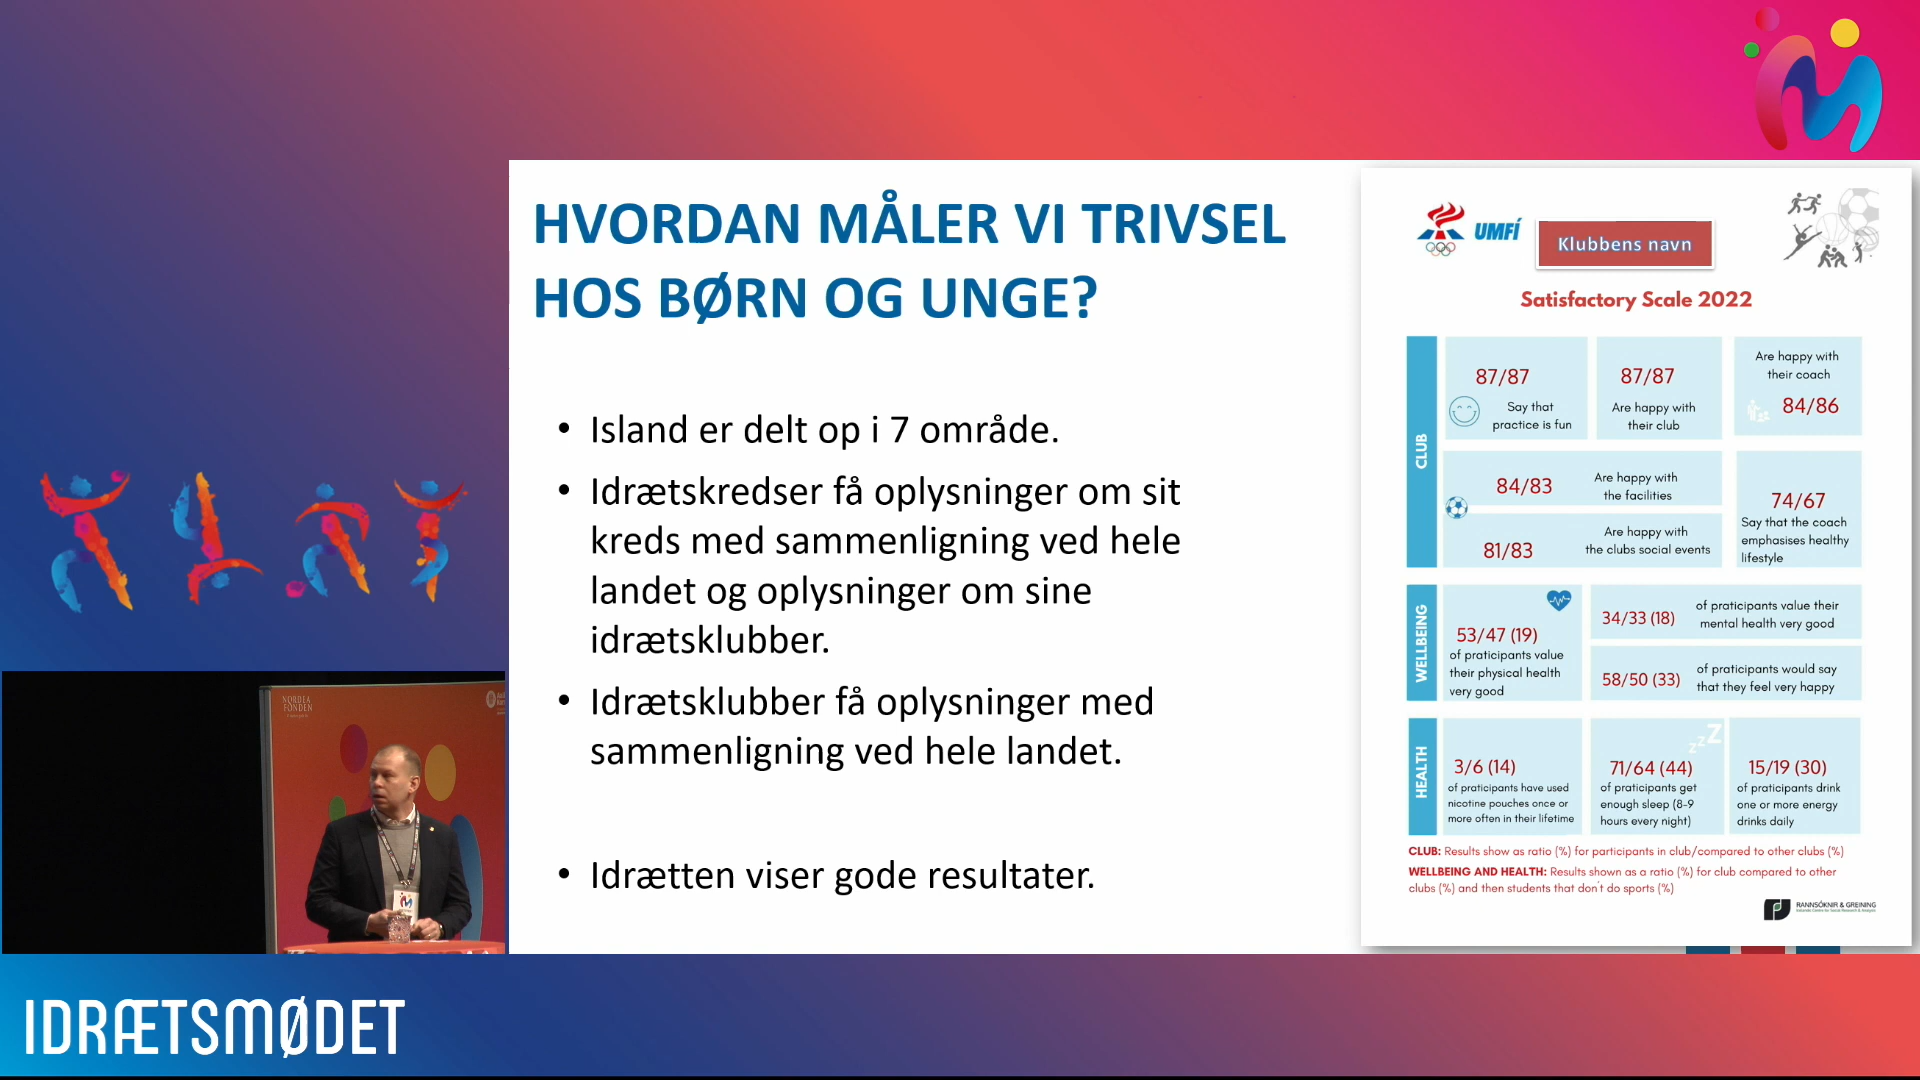 HVORDAN MÅLER VI TRIVSEL
HOS BØRN OG UNGE?
• Island er delt op i 7 område.
• Idrætskredser få oplysninger om sit
kreds med sammenligning ved hele
landet og oplysninger om sine
idrætsklubber.
• Idrætsklubber få oplysninger med
sammenligning ved hele landet.
• Idrætten viser gode resultater.
UMFÍ
Klubbens navn
Satisfactory Scale 2022
CLUB
87/87
Say that
practice is fun
87/87
Are happy with
their club
Are happy with
their coach
84/86
84/83
Are happy with
the facilities
81/83
Are happy with
the clubs social events
74/67
Say that the coach
emphasises healthy
lifestyle
WELLBEING
53/47 (19)
of praticipants value
their physical health
very good
34/33 (18)
of praticipants value their
mental health very good
58/50 (33)
of praticipants would say
that they feel very happy
HEALTH
3/6 (14)
of praticipants have used
nicotine pouches once or
more often in their lifetime
zzZ
71/64 (44)
of praticipants get
enough sleep (8-9
hours every night)
15/19 (30)
of praticipants drink
one or more energy
drinks daily
CLUB: Results show as ratio (%) for participants in club/compared to other clubs (%)
WELLBEING AND HEALTH: Results shown as a ratio (%) for club compared to other
clubs (%) and then students that don't do sports (%)
RANNSÓKNIR & GREINING
NORDEA
FONDEN
IDRÆTSMØDET